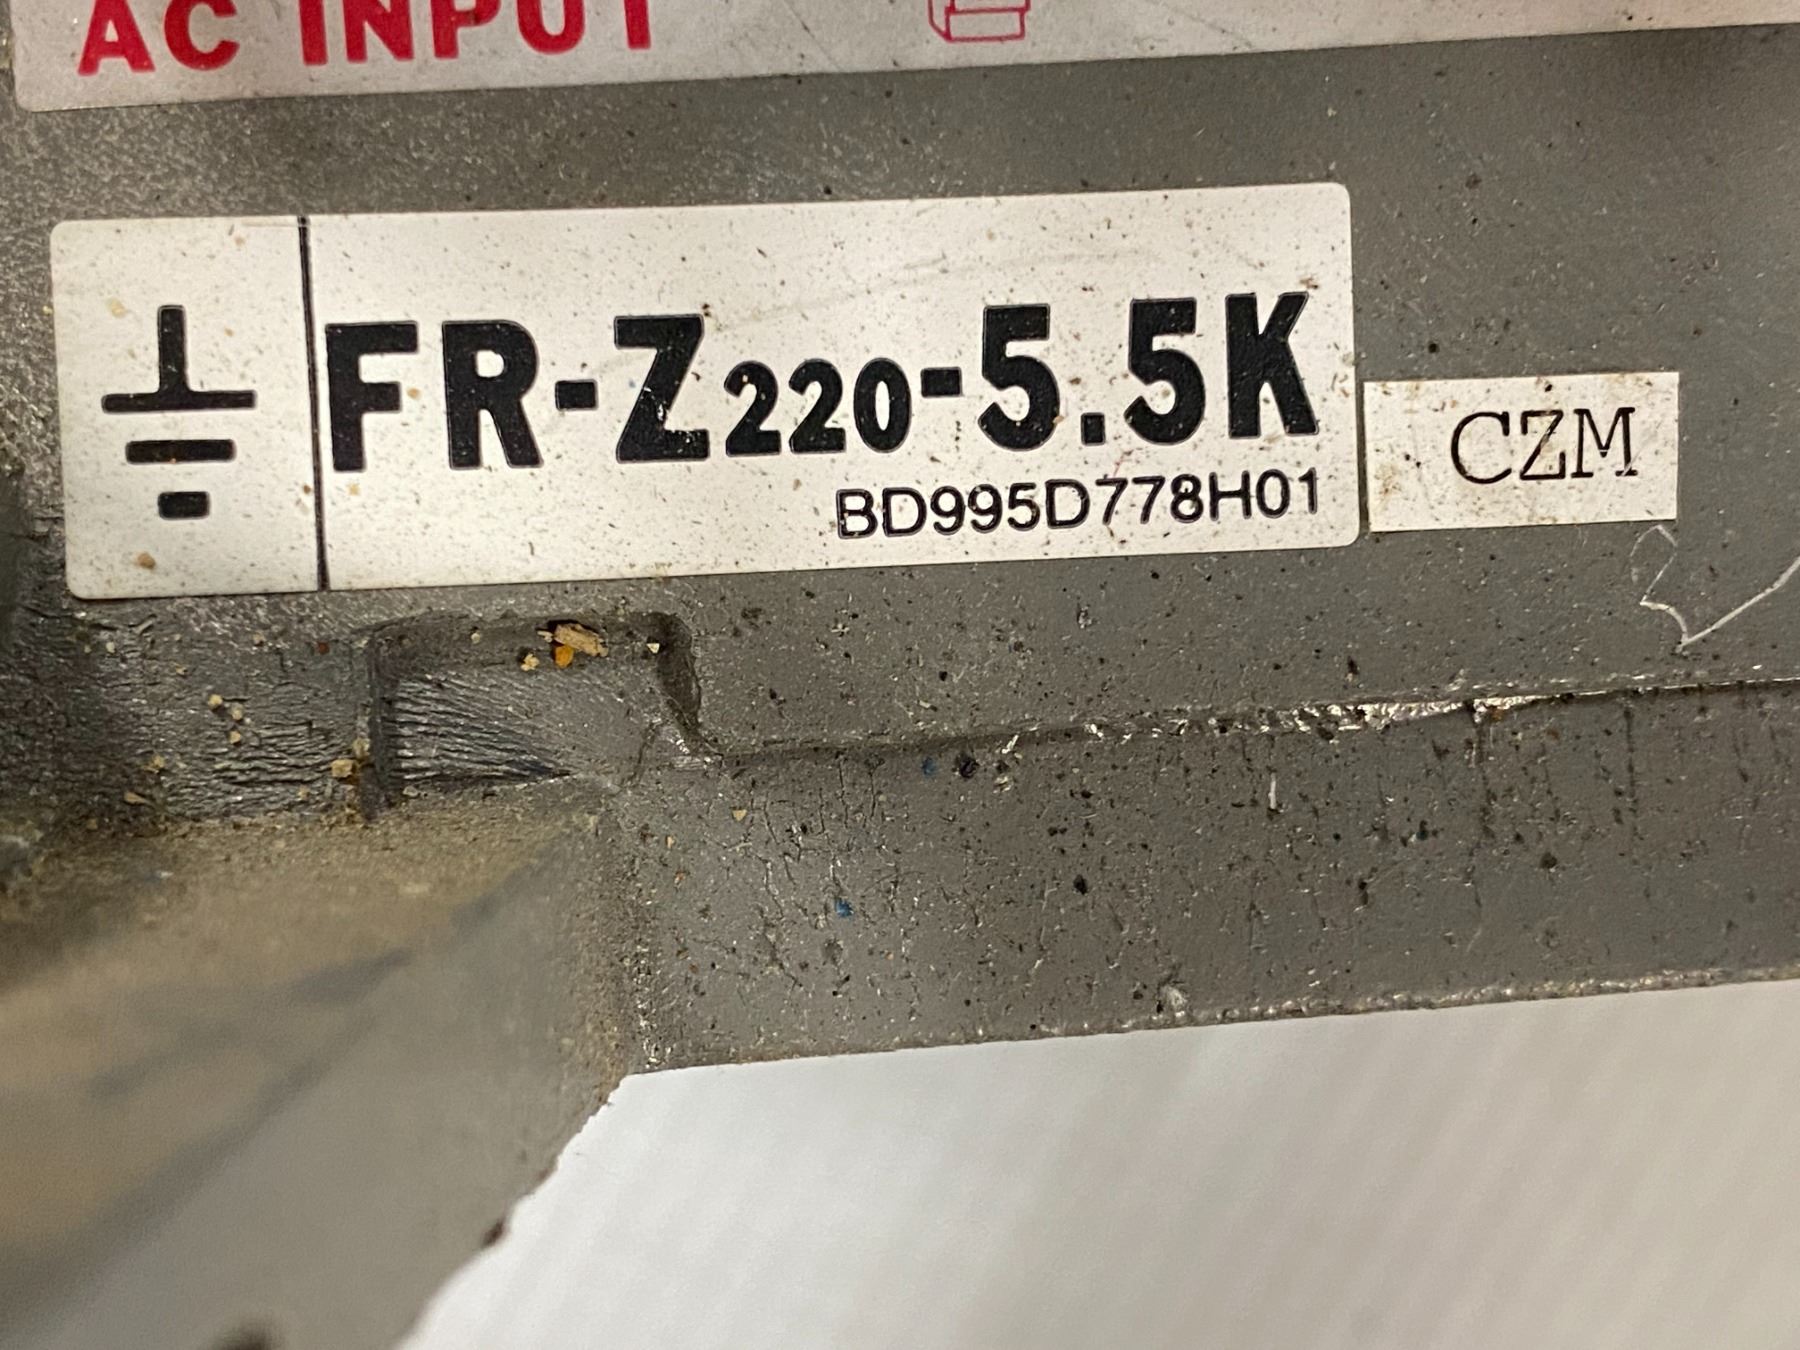 AC INPUT
FR-Z220-5.5K
BD995D778H01
CZM